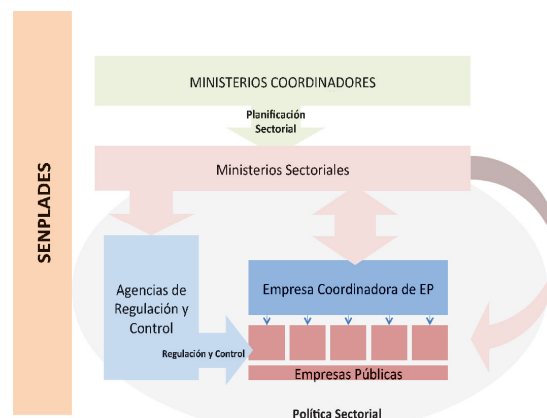 SENPLADES
MINISTERIOS COORDINADORES
Planificación
Sectorial
Ministerios Sectoriales
Agencias de
Regulación y
Control
Empresa Coordinadora de EP
Regulación y Control
Empresas Públicas
Política Sectorial